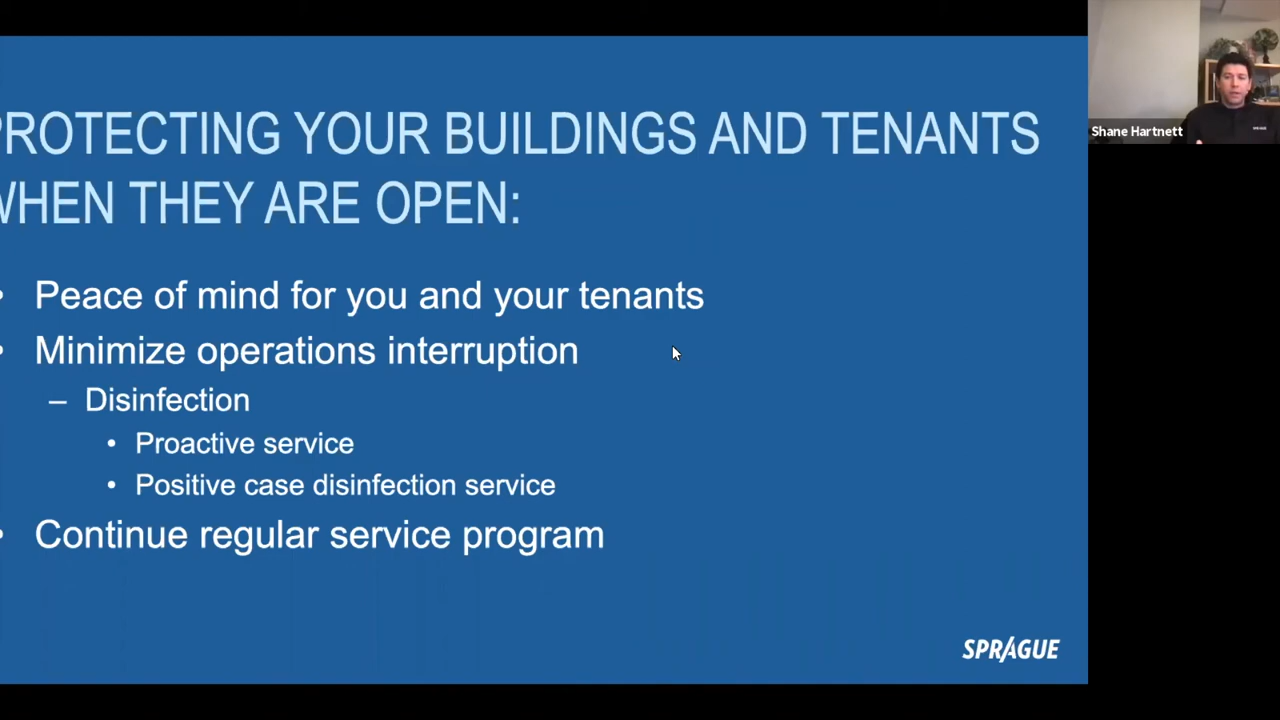 PROTECTING YOUR BUILDINGS AND TENANTS
WHEN THEY ARE OPEN:
• Peace of mind for you and your tenants
• Minimize operations interruption
– Disinfection
• Proactive service
• Positive case disinfection service
• Continue regular service program
SPRAGUE
Shane Hartnett